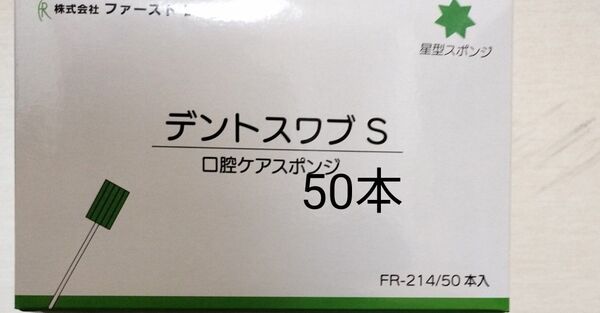 株式会社 ファースト
星型スポンジ
デントスワブ S
口腔ケアスポンジ
50本
FR-214/50 本入